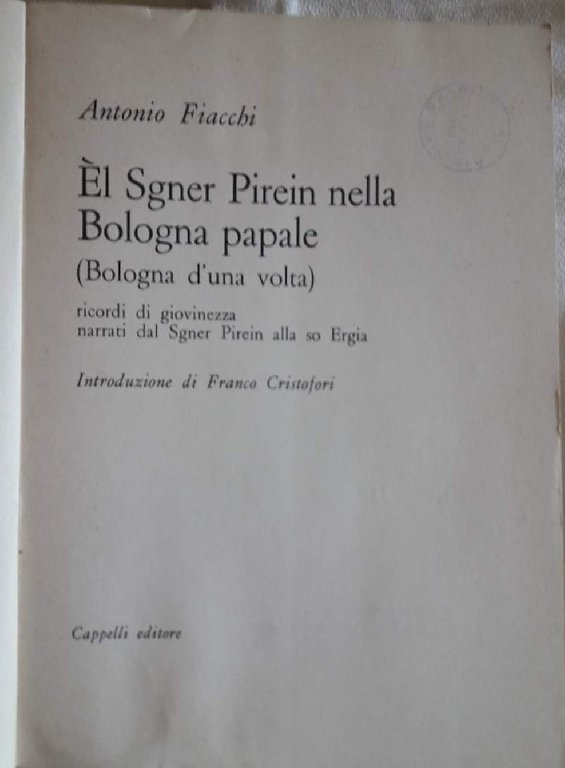 Antonio Fiacchi
Èl Sgner Pirein nella
Bologna papale
(Bologna d'una volta)
ricordi di giovinezza
narrati dal Sgner Pirein alla so Ergia
Introduzione di Franco Cristofori
Cappelli editore